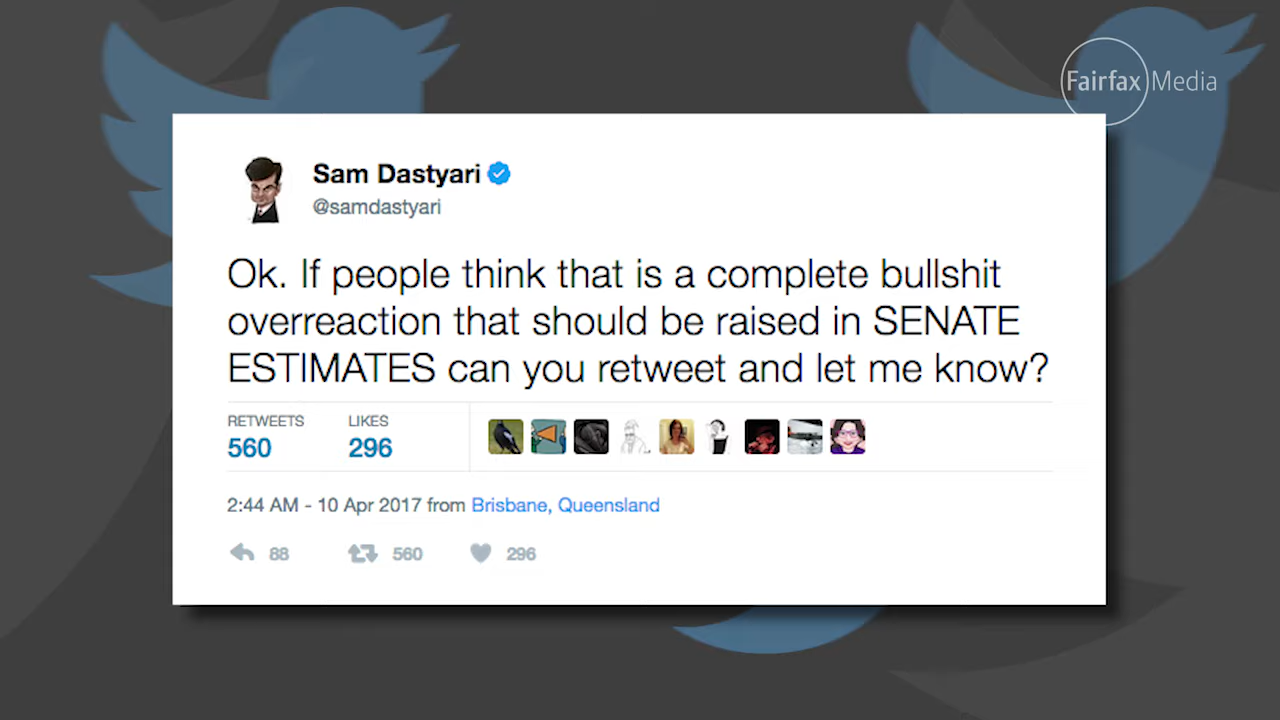 Fairfax Media
Sam Dastyari
@samdastyari
Ok. If people think that is a complete bullshit
overreaction that should be raised in SENATE
ESTIMATES can you retweet and let me know?
RETWEETS LIKES
560 296
2:44 AM - 10 Apr 2017 from Brisbane, Queensland
88 560 296